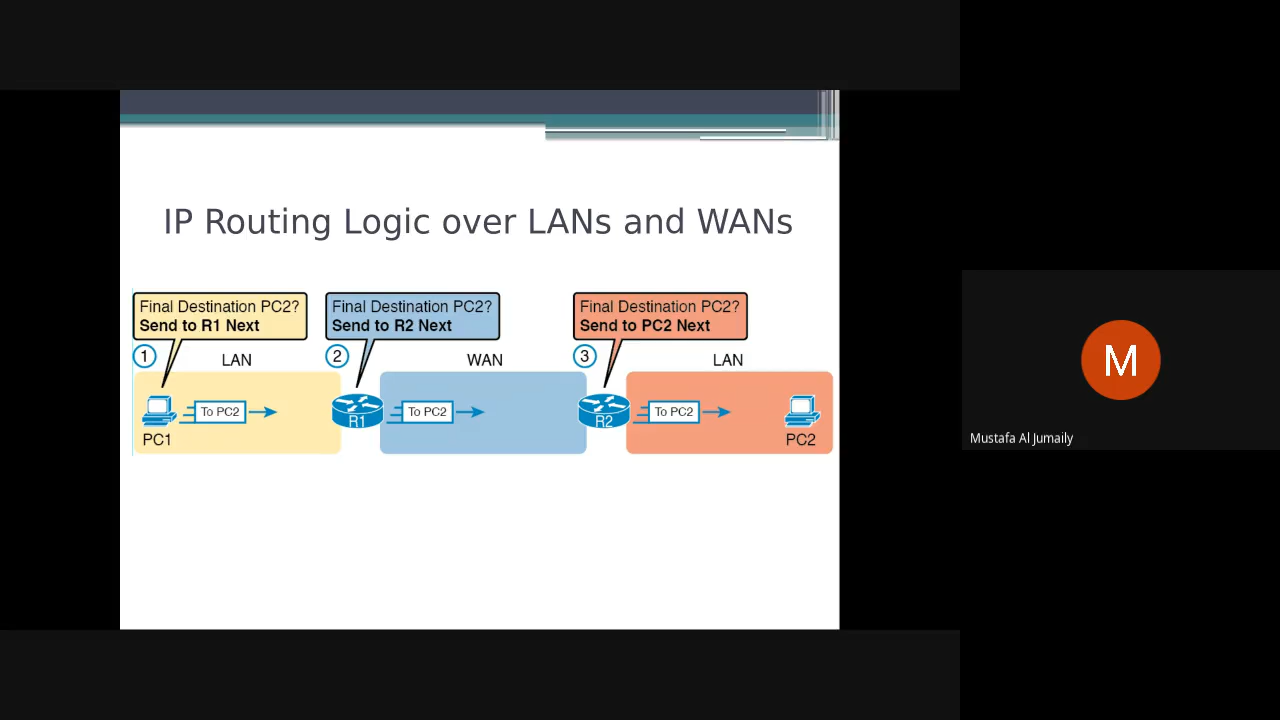 IP Routing Logic over LANs and WANs
Final Destination PC2?
Send to R1 Next
Final Destination PC2?
Send to R2 Next
Final Destination PC2?
Send to PC2 Next
1
LAN
2
WAN
3
LAN
To PC2
R1
To PC2
R2
To PC2
PC1
PC2
M
Mustafa Al Jumaily